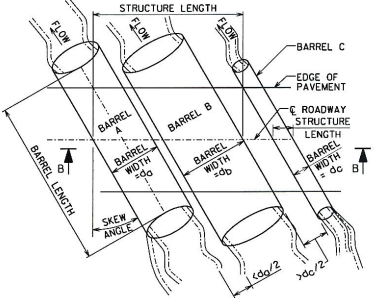 STRUCTURE LENGTH
FLOW
FLOW
FLOW
BARREL C
EDGE OF
PAVEMENT
BARREL
A
BARREL B
℄ ROADWAY
STRUCTURE
LENGTH
BARREL LENGTH
B
BARREL
WIDTH
=da
BARREL
WIDTH
=db
BARREL
WIDTH
= dc
B
SKEW
ANGLE
<da/2
>dc/2